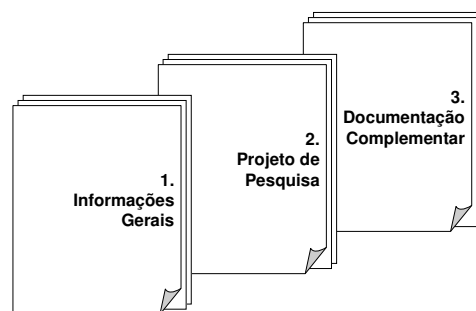 1.
Informações
Gerais
2.
Projeto de
Pesquisa
3.
Documentação
Complementar